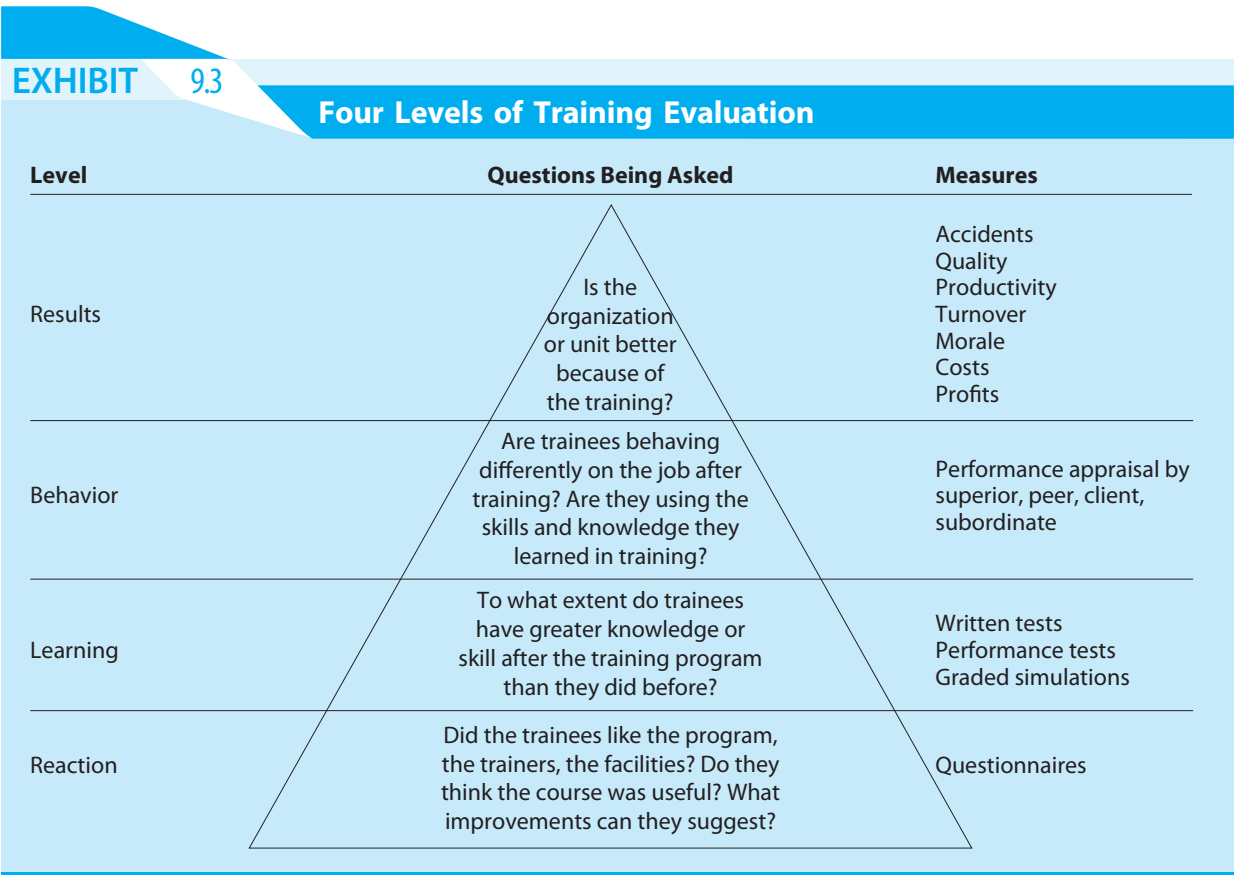 EXHIBIT 9.3
Four Levels of Training Evaluation
Level Questions Being Asked Measures
Results
Is the
organization
or unit better
because of
the training?
Accidents
Quality
Productivity
Turnover
Morale
Costs
Profits
Behavior
Are trainees behaving
differently on the job after
training? Are they using the
skills and knowledge they
learned in training?
Performance appraisal by
superior, peer, client,
subordinate
Learning
To what extent do trainees
have greater knowledge or
skill after the training program
than they did before?
Written tests
Performance tests
Graded simulations
Reaction
Did the trainees like the program,
the trainers, the facilities? Do they
think the course was useful? What
improvements can they suggest?
Questionnaires